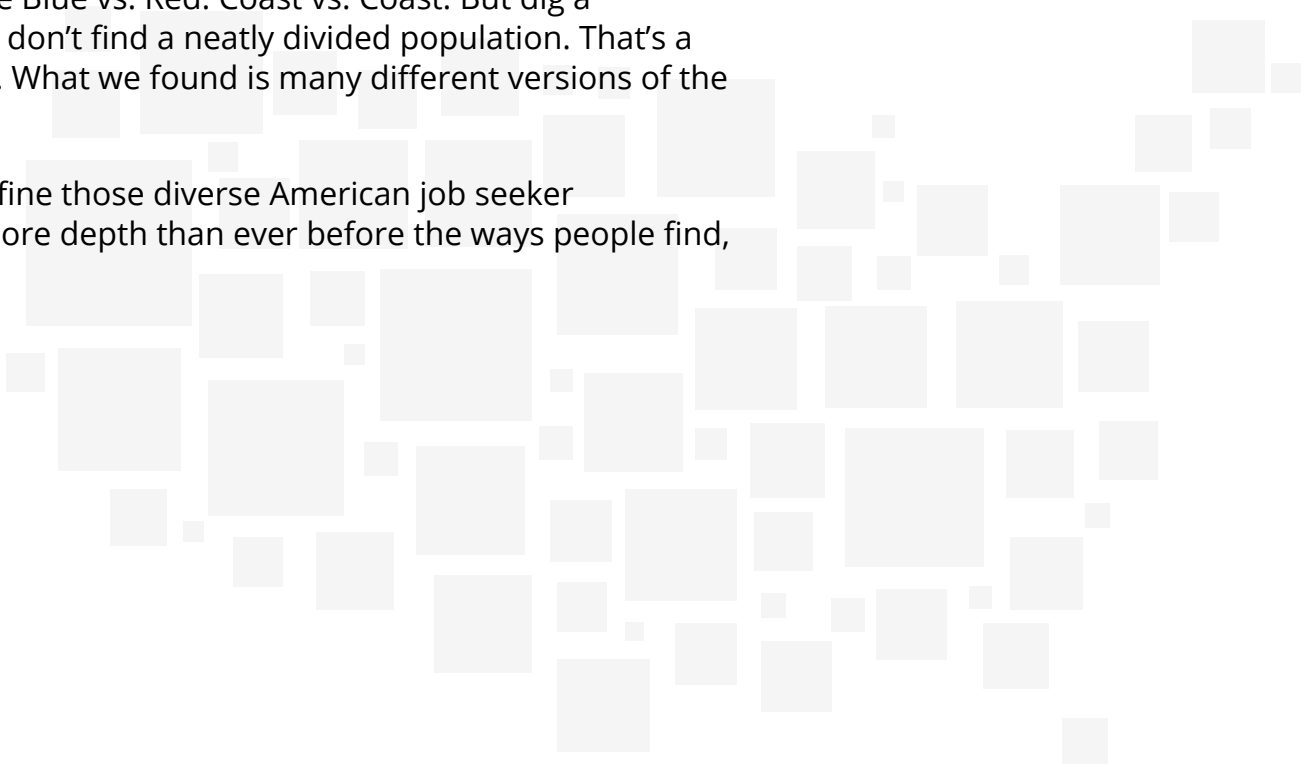 Blue vs. Red. Coast vs. Coast. But dig a
don’t find a neatly divided population. That’s a
. What we found is many different versions of the
fine those diverse American job seeker
ore depth than ever before the ways people find,